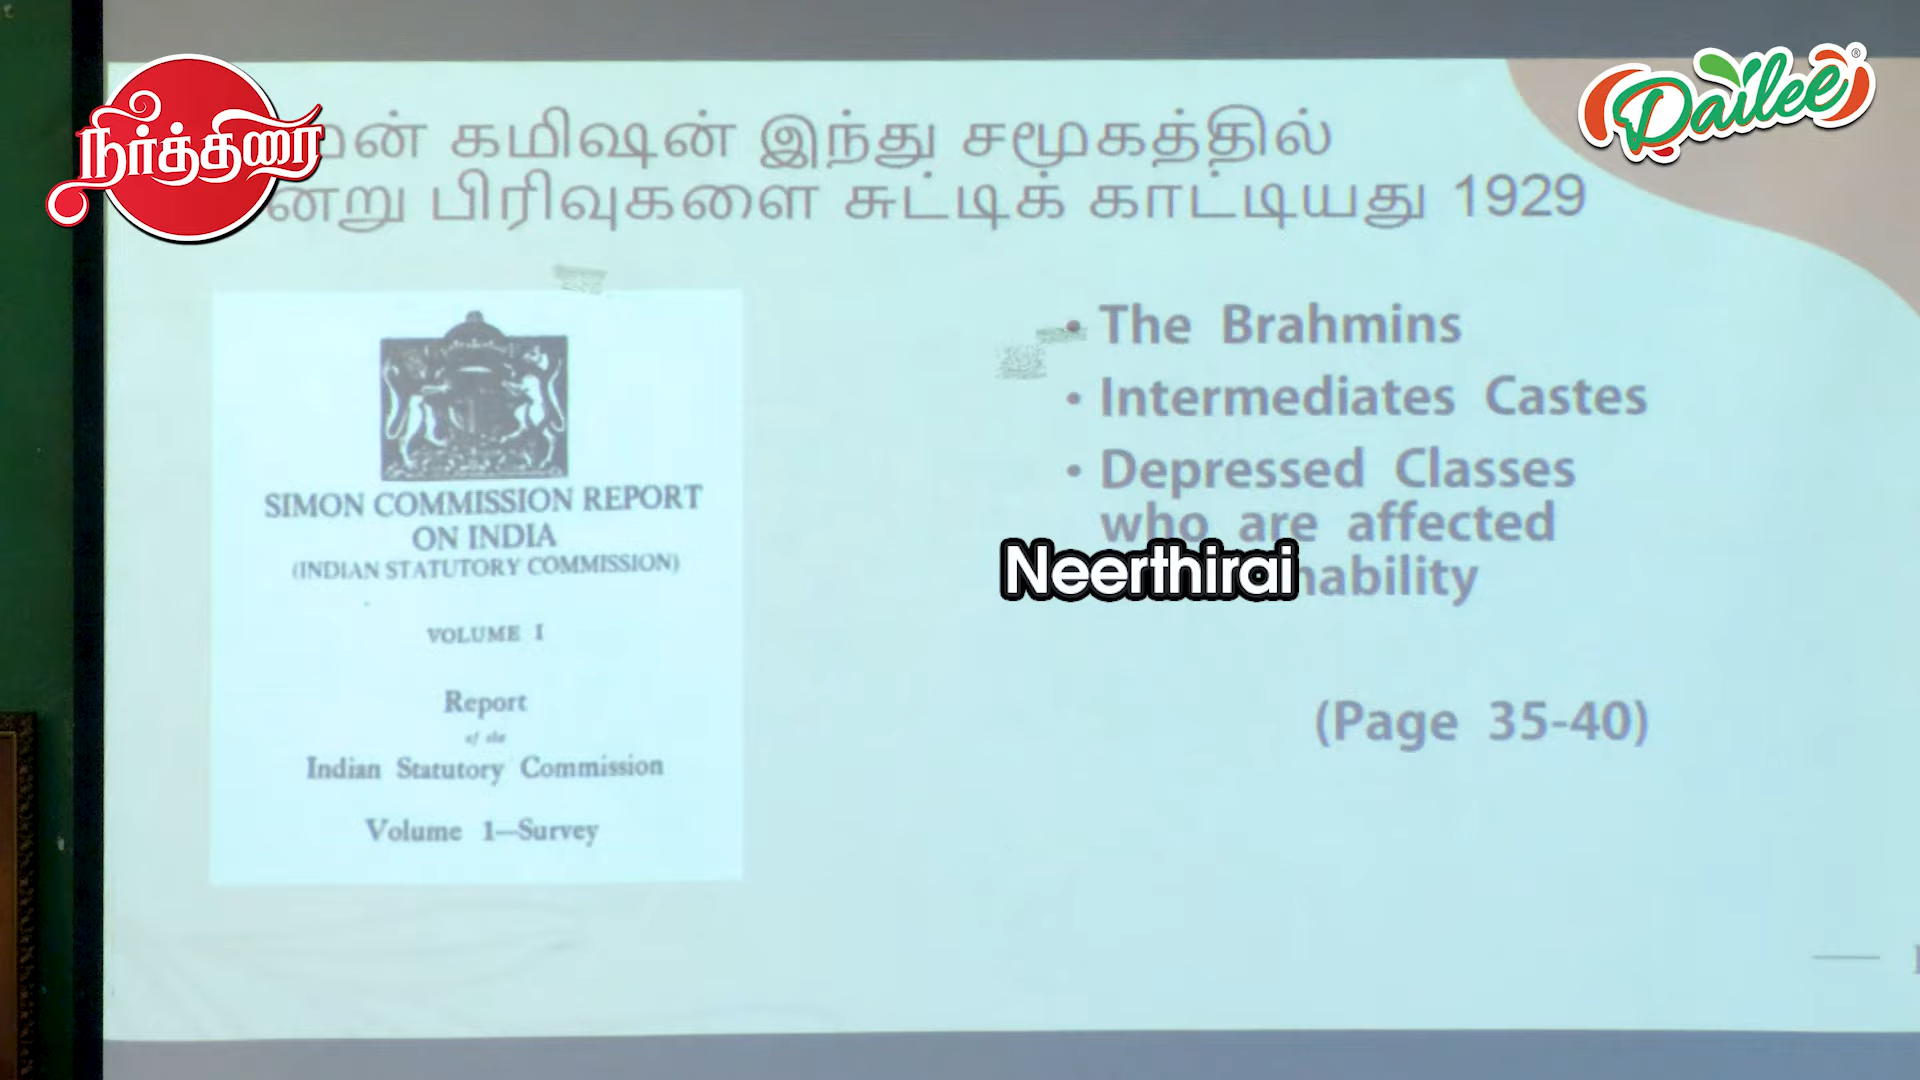 நிர்த்திரை
Dailee®
மன் கமிஷன் இந்து சமூகத்தில்
ன்று பிரிவுகளை சுட்டிக் காட்டியது 1929
SIMON COMMISSION REPORT
ON INDIA
(INDIAN STATUTORY COMMISSION)
VOLUME I
Report
of the
Indian Statutory Commission
Volume 1—Survey
• The Brahmins
• Intermediates Castes
• Depressed Classes
who are affected
hability
Neerthirai
(Page 35-40)